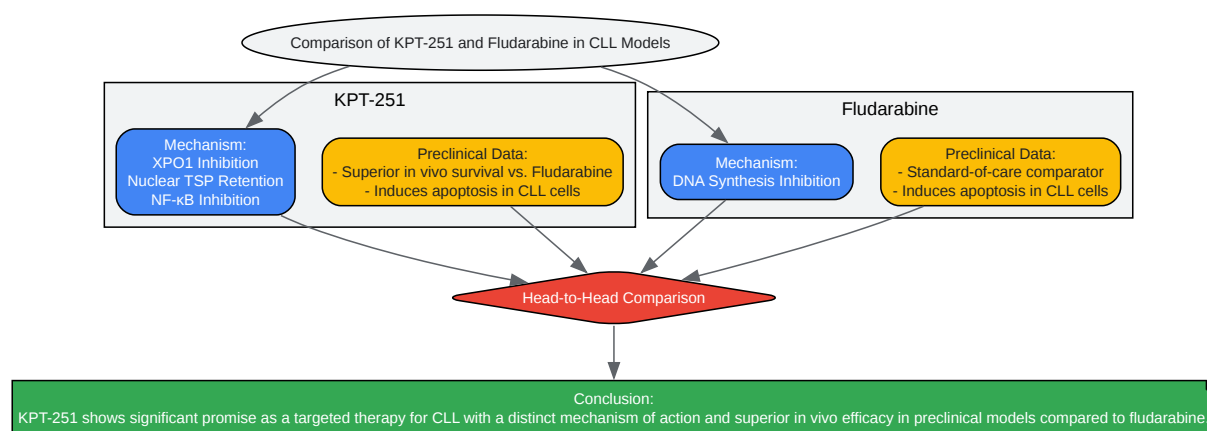 Comparison of KPT-251 and Fludarabine in CLL Models
KPT-251
Mechanism:
XPO1 Inhibition
Nuclear TSP Retention
NF-κB Inhibition
Preclinical Data:
- Superior in vivo survival vs. Fludarabine
- Induces apoptosis in CLL cells
Fludarabine
Mechanism:
DNA Synthesis Inhibition
Preclinical Data:
- Standard-of-care comparator
- Induces apoptosis in CLL cells
Head-to-Head Comparison
Conclusion:
KPT-251 shows significant promise as a targeted therapy for CLL with a distinct mechanism of action and superior in vivo efficacy in preclinical models compared to fludarabine.